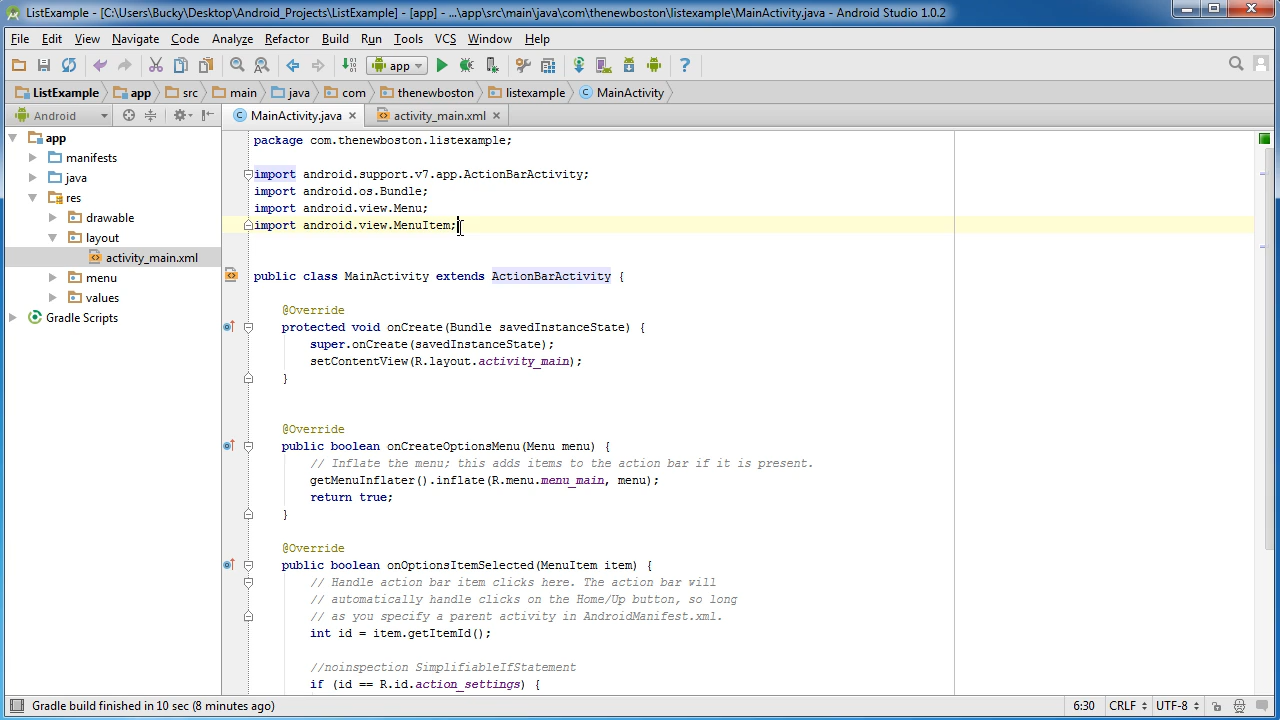 ListExample - [C:\Users\Bucky\Desktop\Android_Projects\ListExample] - [app] - ...\app\src\main\java\com\thenewboston\listexample\MainActivity.java - Android Studio 1.0.2
File Edit View Navigate Code Analyze Refactor Build Run Tools VCS Window Help
app
ListExample app src main java com thenewboston listexample MainActivity
Android
MainActivity.java activity_main.xml
app
manifests
java
res
drawable
layout
activity_main.xml
menu
values
Gradle Scripts
package com.thenewboston.listexample;
import android.support.v7.app.ActionBarActivity;
import android.os.Bundle;
import android.view.Menu;
import android.view.MenuItem;
public class MainActivity extends ActionBarActivity {
@Override
protected void onCreate(Bundle savedInstanceState) {
super.onCreate(savedInstanceState);
setContentView(R.layout.activity_main);
}
@Override
public boolean onCreateOptionsMenu(Menu menu) {
// Inflate the menu; this adds items to the action bar if it is present.
getMenuInflater().inflate(R.menu.menu_main, menu);
return true;
}
@Override
public boolean onOptionsItemSelected(MenuItem item) {
// Handle action bar item clicks here. The action bar will
// automatically handle clicks on the Home/Up button, so long
// as you specify a parent activity in AndroidManifest.xml.
int id = item.getItemId();
//noinspection SimplifiableIfStatement
if (id == R.id.action_settings) {
Gradle build finished in 10 sec (8 minutes ago)
6:30 CRLF UTF-8